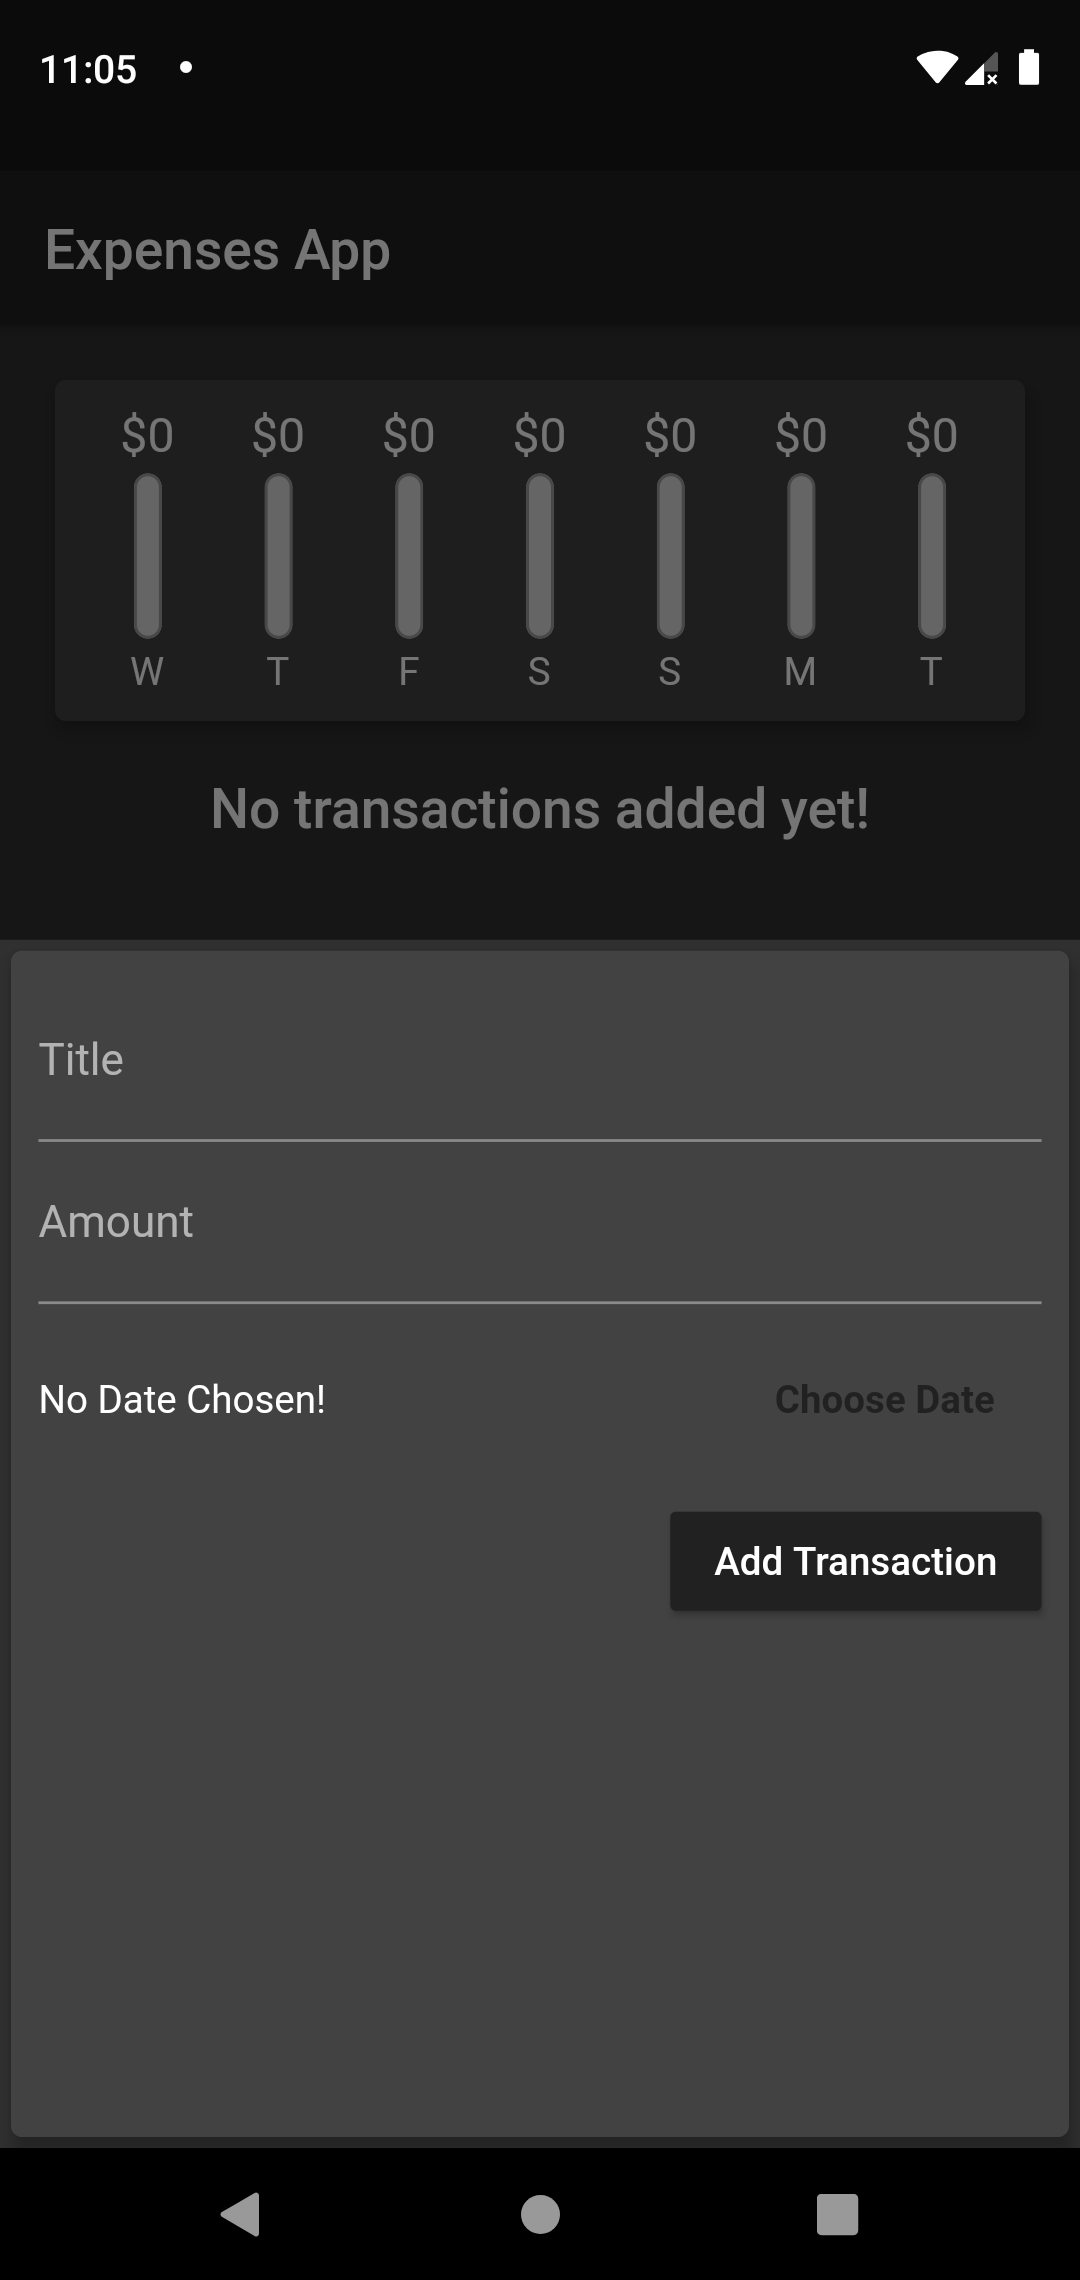 11:05
Expenses App
$0 $0 $0 $0 $0 $0 $0
W T F S S M T
No transactions added yet!
Title
Amount
No Date Chosen! Choose Date
Add Transaction